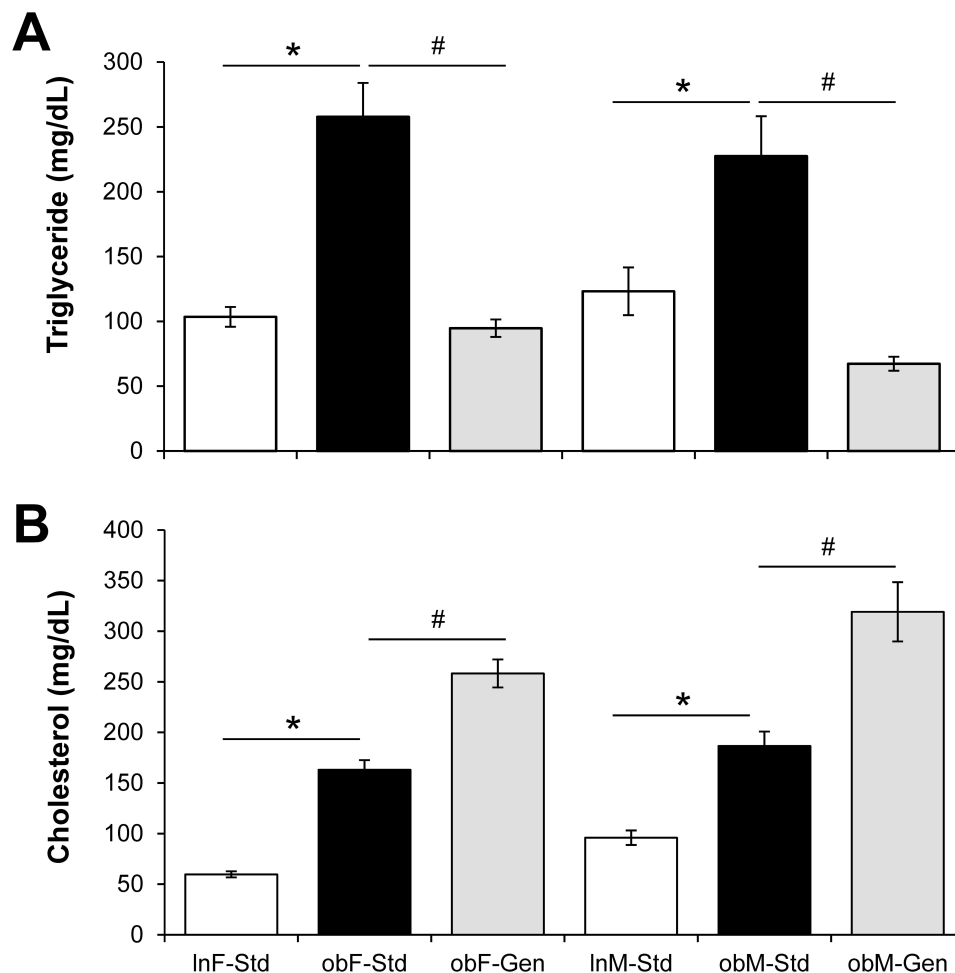 A
Triglyceride (mg/dL)
300
250
200
150
100
50
0
* # * #
B
Cholesterol (mg/dL)
400
350
300
250
200
150
100
50
0
* # * #
lnF-Std obF-Std obF-Gen lnM-Std obM-Std obM-Gen